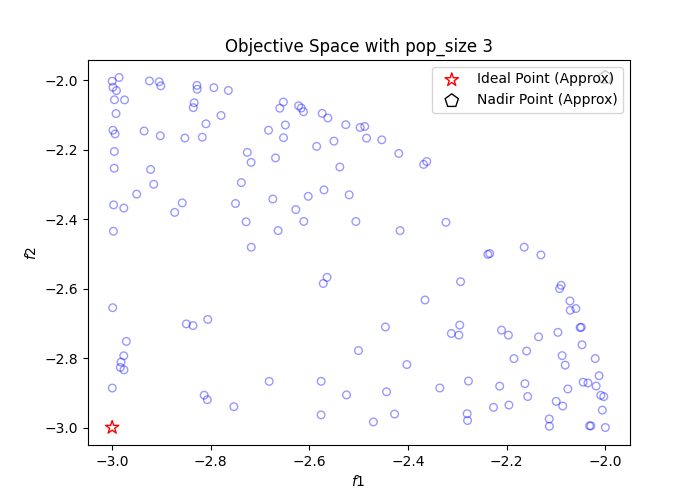 Objective Space with pop_size 3
Ideal Point (Approx)
Nadir Point (Approx)
f2
−2.0
−2.2
−2.4
−2.6
−2.8
−3.0
−3.0 −2.8 −2.6 −2.4 −2.2 −2.0
f1